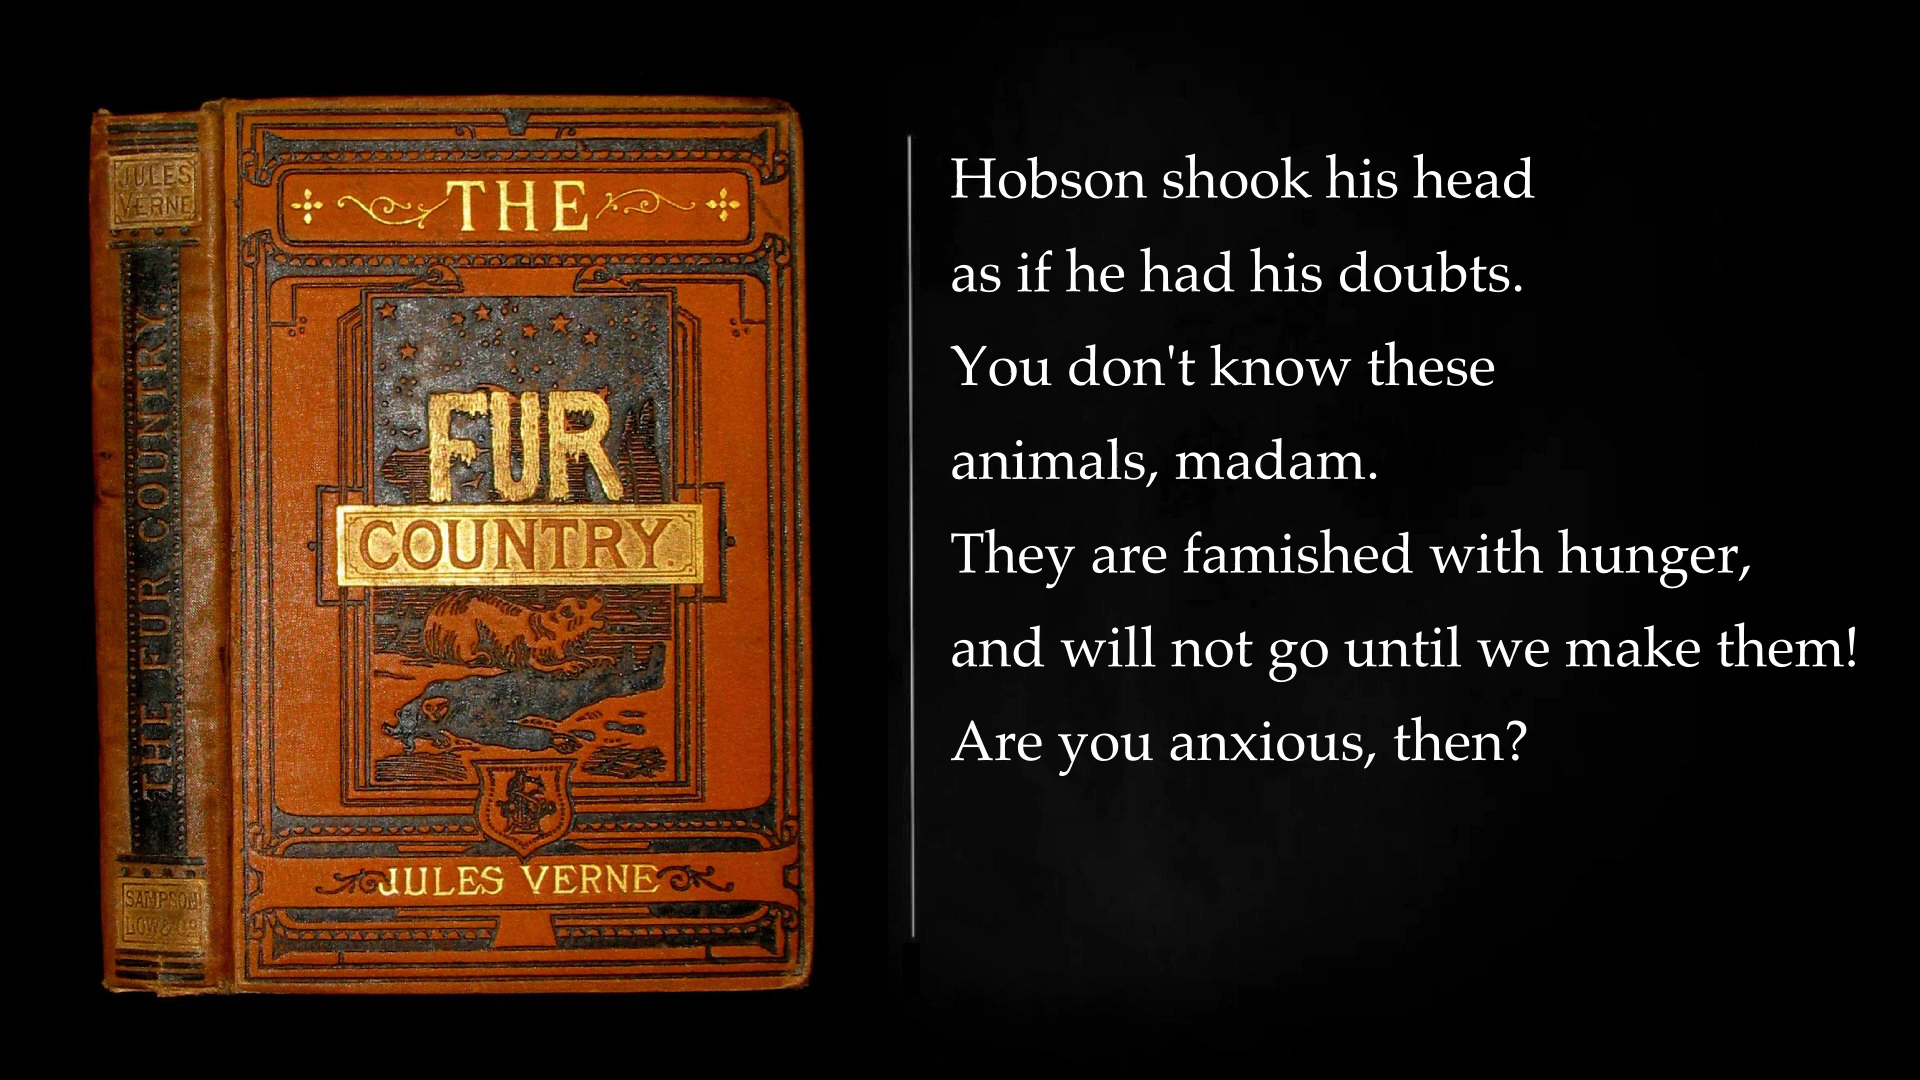 JULES
VERNE
THE FUR COUNTRY.
SAMPSON
LOW & Co
THE
FUR
COUNTRY.
JULES VERNE
Hobson shook his head
as if he had his doubts.
You don't know these
animals, madam.
They are famished with hunger,
and will not go until we make them!
Are you anxious, then?